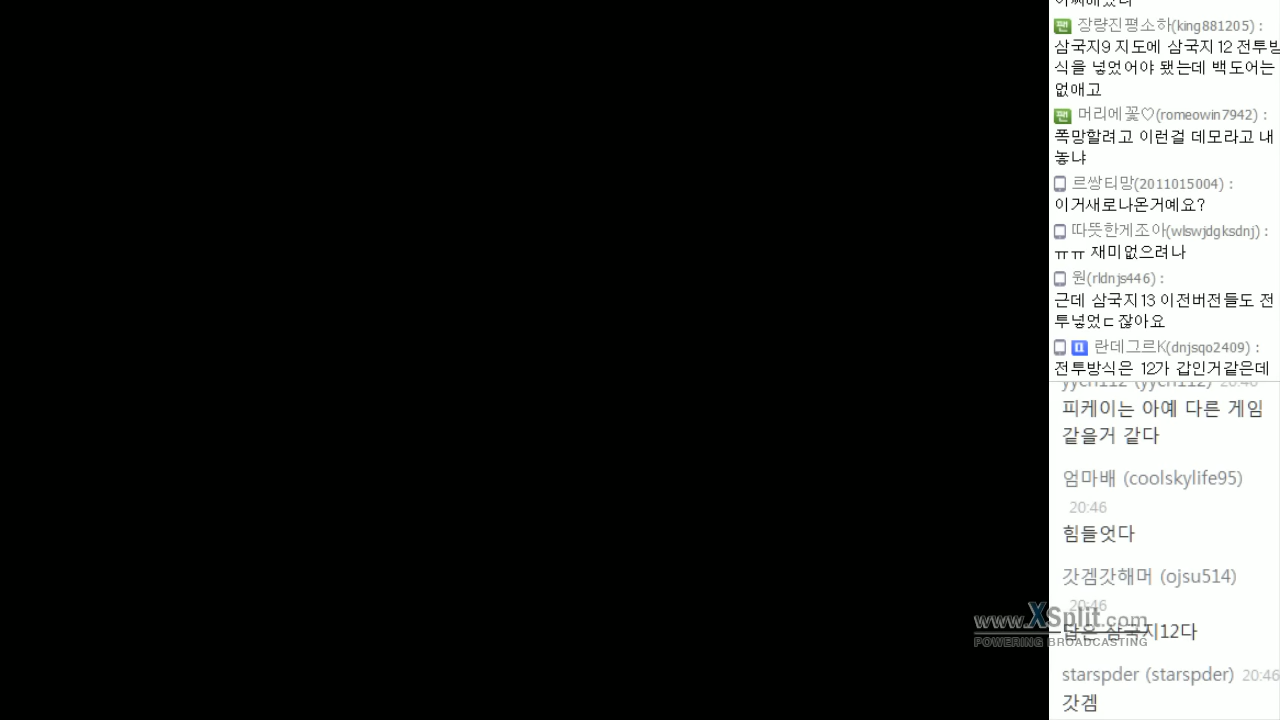 장량진평소하(king881205) :
삼국지9 지도에 삼국지 12 전투방
식을 넣었어야 됐는데 백도어는
없애고
머리에꽃♡(romeowin7942) :
폭망할려고 이런걸 데모라고 내
놓냐
르쌍티망(2011015004) :
이거새로나온거예요?
따뜻한게조아(wlswjdgksdnj) :
ㅠㅠ 재미없으려나
원(rldnjs446) :
근데 삼국지13 이전버전들도 전
투넣었ㄷ잖아요
란데그르K(dnjsqo2409) :
전투방식은 12가 갑인거같은데
yych112 (yych112) 20:46
피케이는 아예 다른 게임
같을거 같다
엄마배 (coolskylife95)
20:46
힘들엇다
갓겜갓해머 (ojsu514)
20:46
답은 삼국지12다
www.XSplit.com
POWERING BROADCASTING
starspder (starspder) 20:46
갓겜